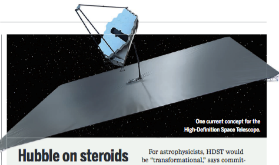 One current concept for the
High-Definition Space Telescope.
Hubble on steroids
For astrophysicists, HDST would
be “transformational,” says commit-